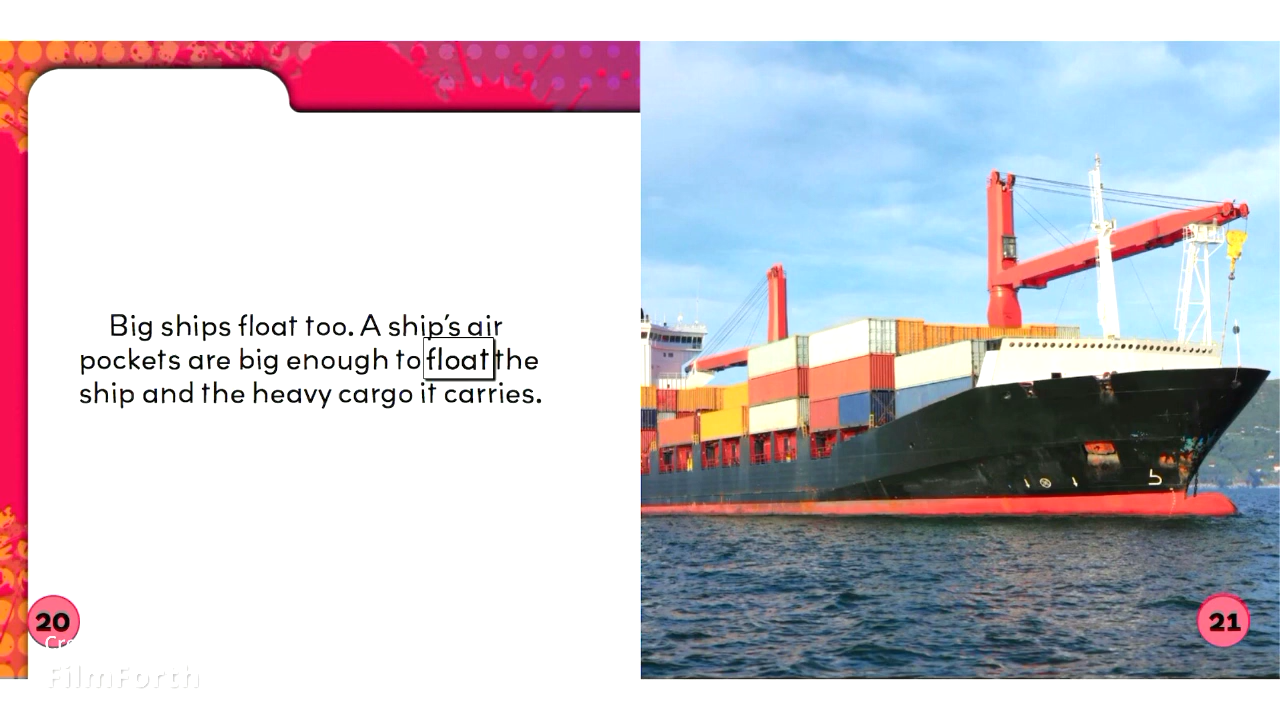 Big ships float too. A ship's air
pockets are big enough to float the
ship and the heavy cargo it carries.
20
21
FilmForth